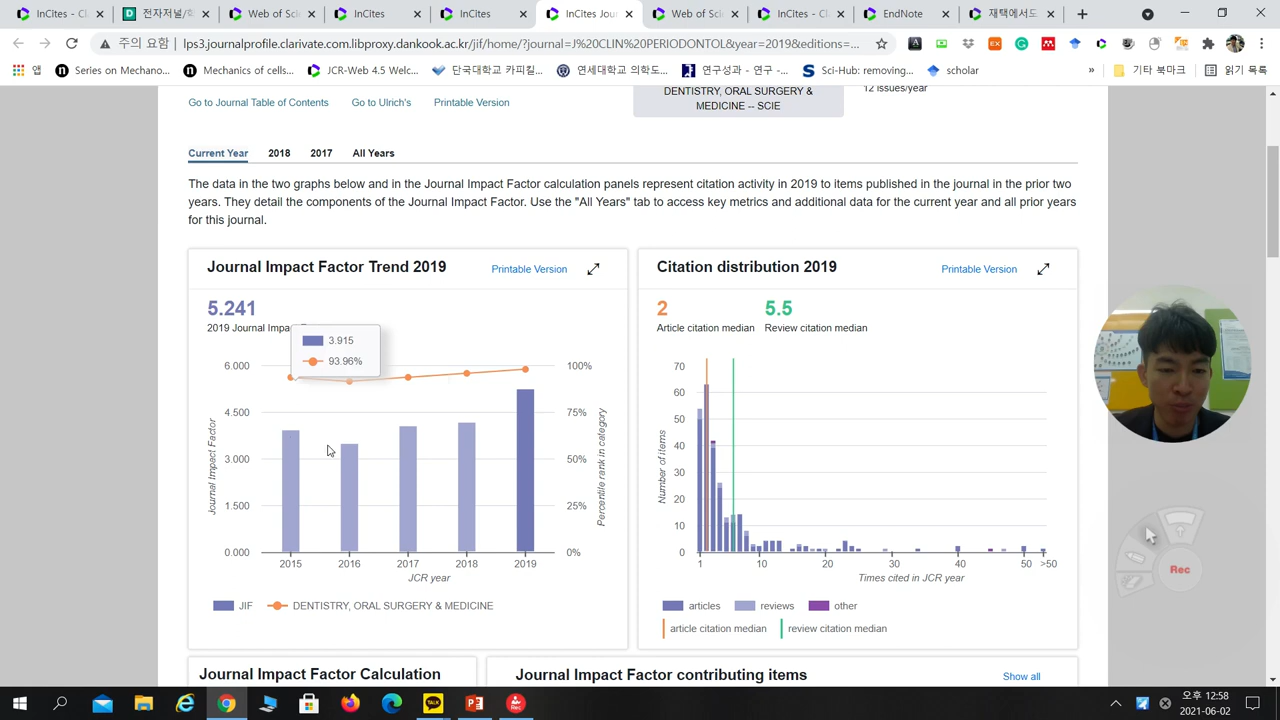 InCites - Cl
전자저널/학
Journal of S
InCites
InCites
InCites Jou
Web of Sci
InCites - Cl
EndNote
재택에서도
주의 요함
lps3.journalprofile.clarivate.com.lib-proxy.dankook.ac.kr/jif/home/?journal=J%20CLIN%20PERIODONTOL&year=2019&editions=...
앱
Series on Mechano...
Mechanics of cells...
JCR-Web 4.5 Welc...
단국대학교 카피킬...
연세대학교 의학도...
연구성과 - 연구 -...
Sci-Hub: removing...
scholar
»
기타 북마크
읽기 목록
DENTISTRY, ORAL SURGERY &
MEDICINE -- SCIE
12 issues/year
Go to Journal Table of Contents
Go to Ulrich's
Printable Version
Current Year
2018
2017
All Years
The data in the two graphs below and in the Journal Impact Factor calculation panels represent citation activity in 2019 to items published in the journal in the prior two
years. They detail the components of the Journal Impact Factor. Use the "All Years" tab to access key metrics and additional data for the current year and all prior years
for this journal.
Journal Impact Factor Trend 2019
Printable Version
5.241
2019 Journal Impa
3.915
93.96%
6.000
4.500
3.000
1.500
0.000
Journal Impact Factor
100%
75%
50%
25%
0%
Percentile rank in category
2015
2016
2017
2018
2019
JCR year
JIF
DENTISTRY, ORAL SURGERY & MEDICINE
Citation distribution 2019
Printable Version
2
Article citation median
5.5
Review citation median
70
60
50
40
30
20
10
0
Number of items
1
10
20
30
40
50
>50
Times cited in JCR year
articles
reviews
other
article citation median
review citation median
Journal Impact Factor Calculation
Journal Impact Factor contributing items
Show all
Rec
TALK
오후 12:58
2021-06-02